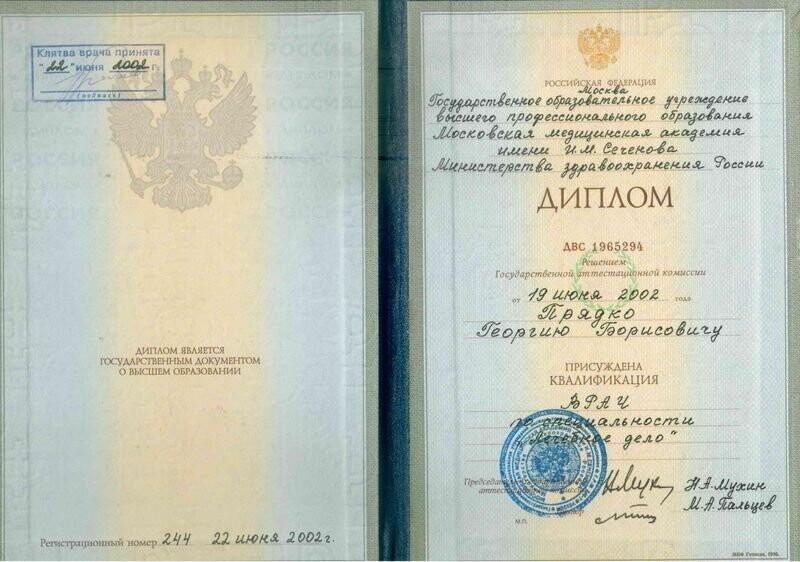 Клятва врача принята
"22" июня 2002 г.
(подпись)
ДИПЛОМ ЯВЛЯЕТСЯ
ГОСУДАРСТВЕННЫМ ДОКУМЕНТОМ
О ВЫСШЕМ ОБРАЗОВАНИИ
Регистрационный номер 244 22 июня 2002г.
РОССИЙСКАЯ ФЕДЕРАЦИЯ
Москва
Государственное образовательное учреждение
высшего профессионального образования
Московская медицинская академия
имени И.М. Сеченова
Министерства здравоохранения России
ДИПЛОМ
ДВС 1965294
Решением
Государственной аттестационной комиссии
от 19 июня 2002 года
Прядко
Георгию Борисовичу
ПРИСУЖДЕНА
КВАЛИФИКАЦИЯ
ВРАЧ
по специальности
"Лечебное дело"
Председатель
Н.А.Мухин
М.А.Пальцев
М.П.